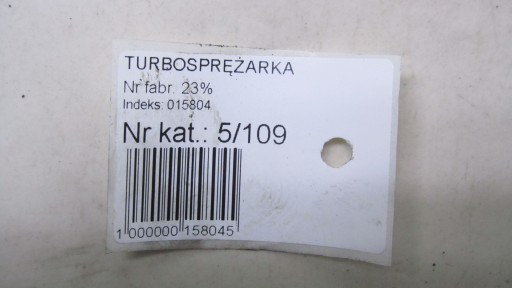 TURBOSPRĘŻARKA
Nr fabr. 23%
Indeks: 015804
Nr kat.: 5/109
1 000000 158045